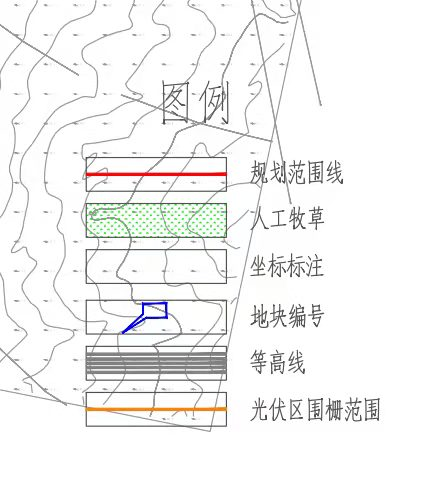 图例
规划范围线
人工牧草
坐标标注
地块编号
等高线
光伏区围栅范围